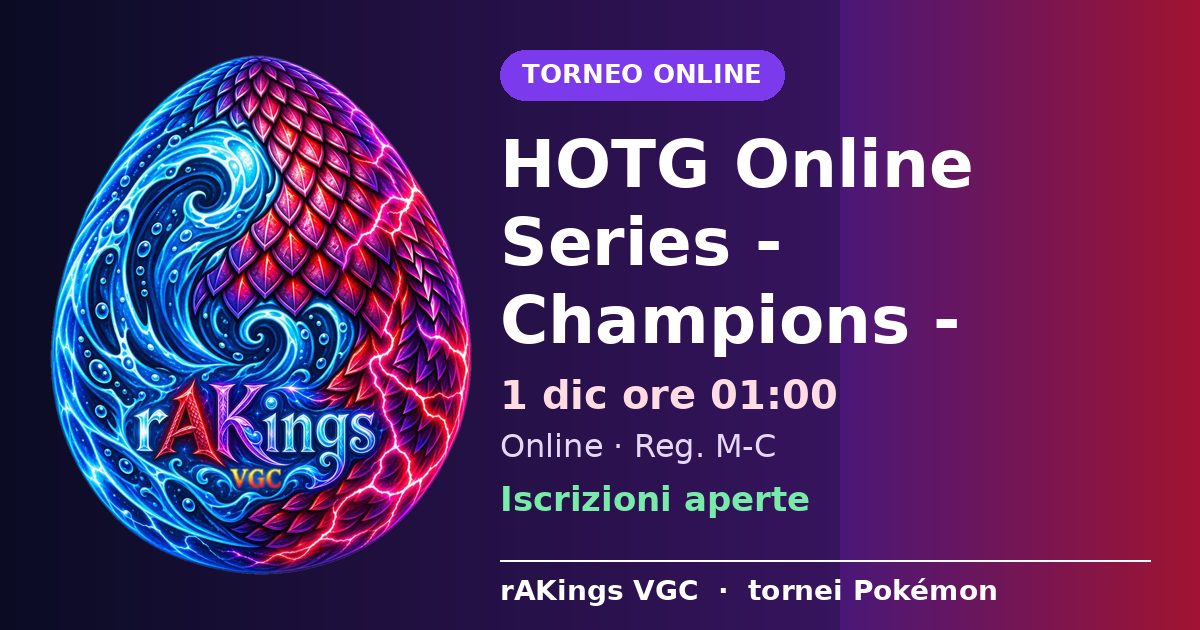 TORNEO ONLINE
HOTG Online
Series -
Champions -
1 dic ore 01:00
Online · Reg. M-C
Iscrizioni aperte
rAKings
VGC
rAKings VGC · tornei Pokémon